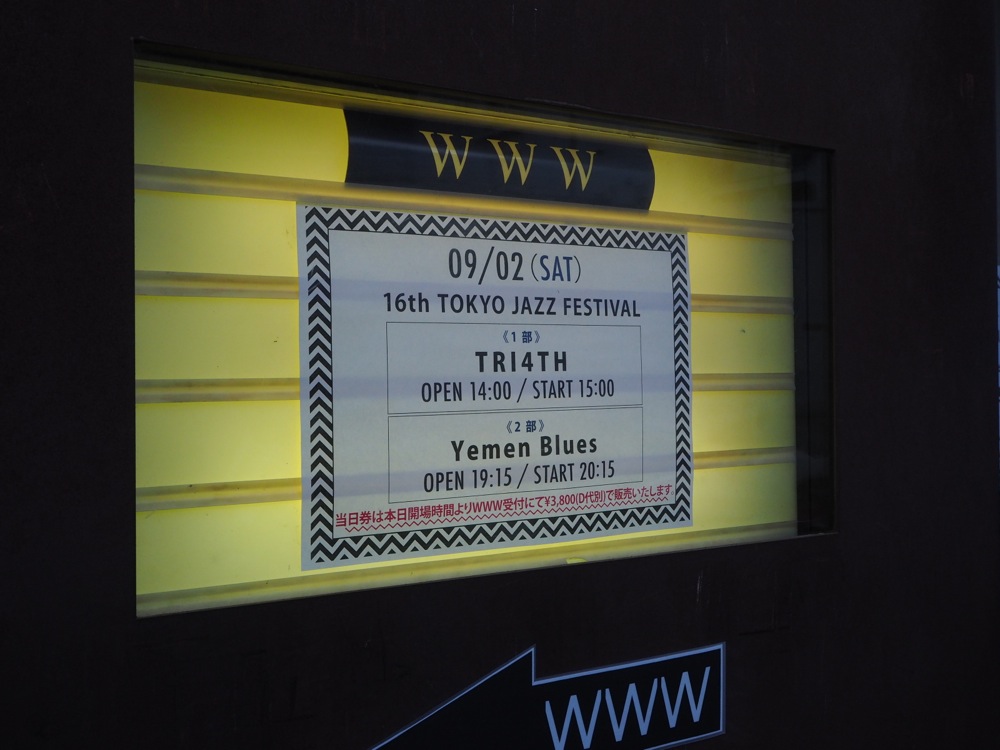 WWW
09/02 (SAT)
16th TOKYO JAZZ FESTIVAL
《1部》
TRI4TH
OPEN 14:00 / START 15:00
《2部》
Yemen Blues
OPEN 19:15 / START 20:15
当日券は本日開場時間よりWWW受付にて¥3,800(D代別)で販売いたします。
WWW